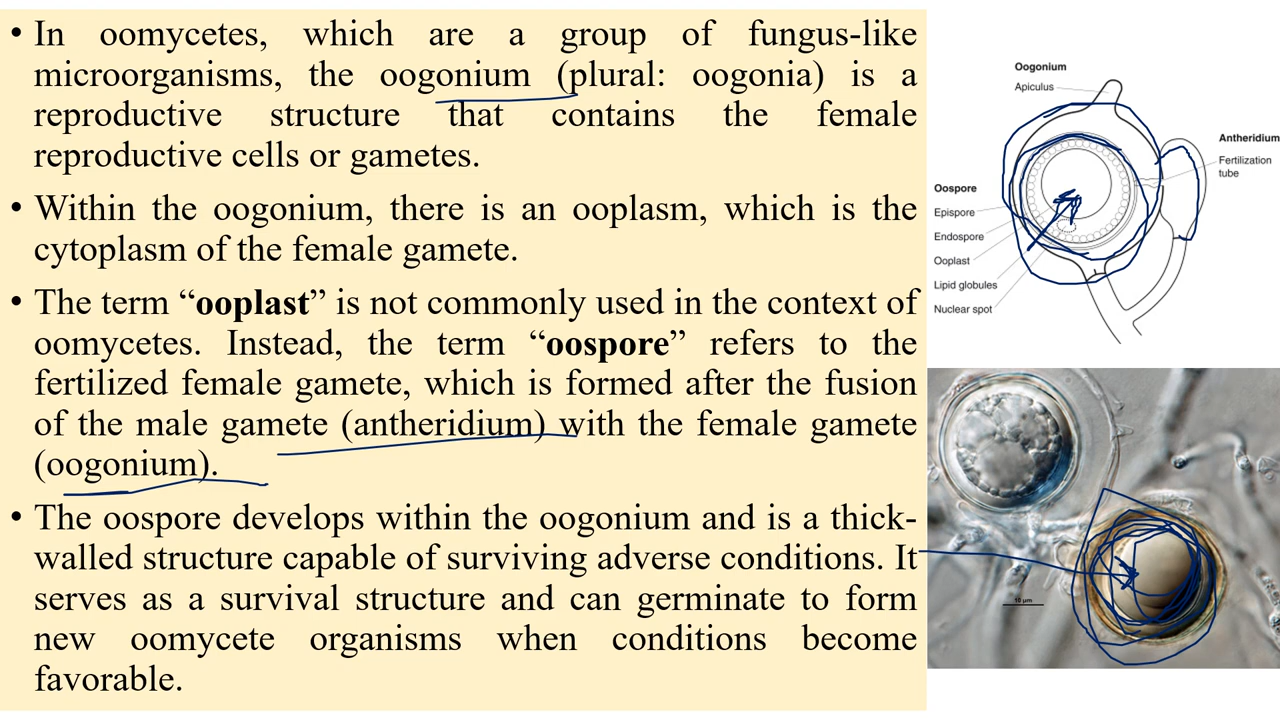 • In oomycetes, which are a group of fungus-like
microorganisms, the oogonium (plural: oogonia) is a
reproductive structure that contains the female
reproductive cells or gametes.
• Within the oogonium, there is an ooplasm, which is the
cytoplasm of the female gamete.
• The term “ooplast” is not commonly used in the context of
oomycetes. Instead, the term “oospore” refers to the
fertilized female gamete, which is formed after the fusion
of the male gamete (antheridium) with the female gamete
(oogonium).
• The oospore develops within the oogonium and is a thick-
walled structure capable of surviving adverse conditions. It
serves as a survival structure and can germinate to form
new oomycete organisms when conditions become
favorable.
Oogonium
Apiculus
Antheridium
Fertilization
tube
Oospore
Epispore
Endospore
Ooplast
Lipid globules
Nuclear spot
10 µm